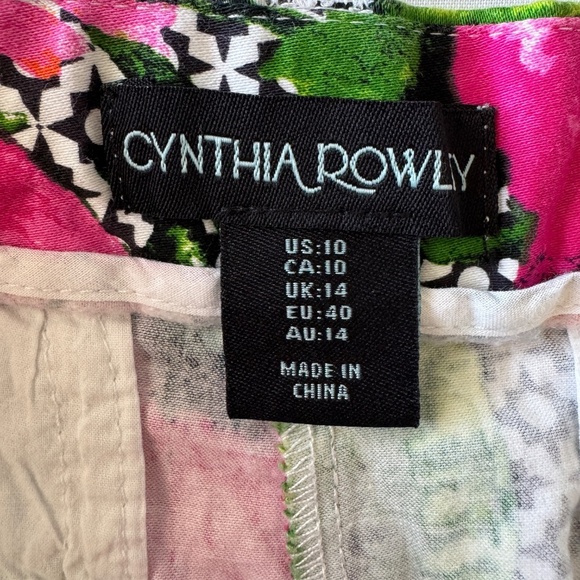 CYNTHIA ROWLEY
US:10
CA:10
UK:14
EU:40
AU:14
MADE IN
CHINA